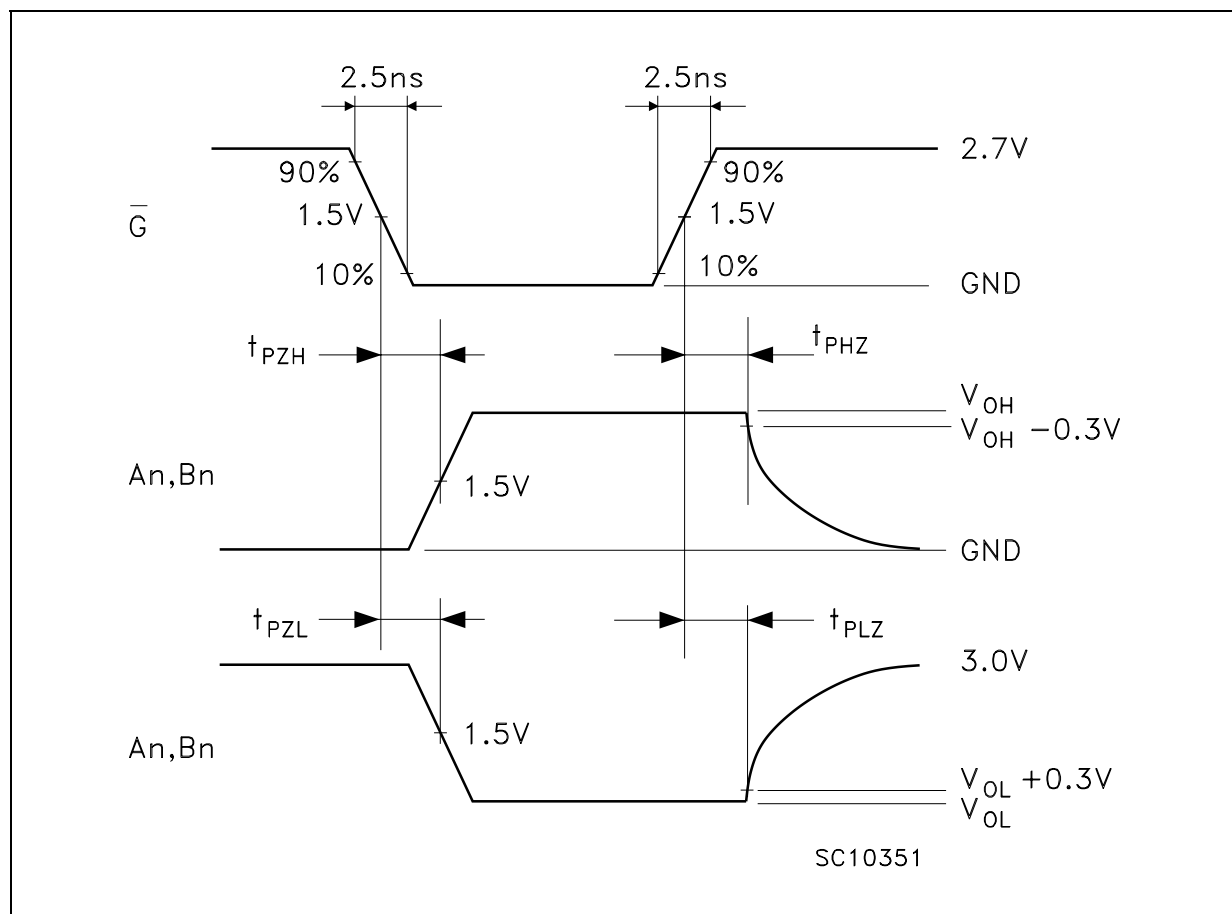 2.5ns 2.5ns
2.7V
90% 90%
G̅ 1.5V 1.5V
10% 10%
GND
tPZH tPHZ
VOH
VOH −0.3V
An,Bn 1.5V
GND
tPZL tPLZ
3.0V
1.5V
An,Bn
VOL +0.3V
VOL
SC10351